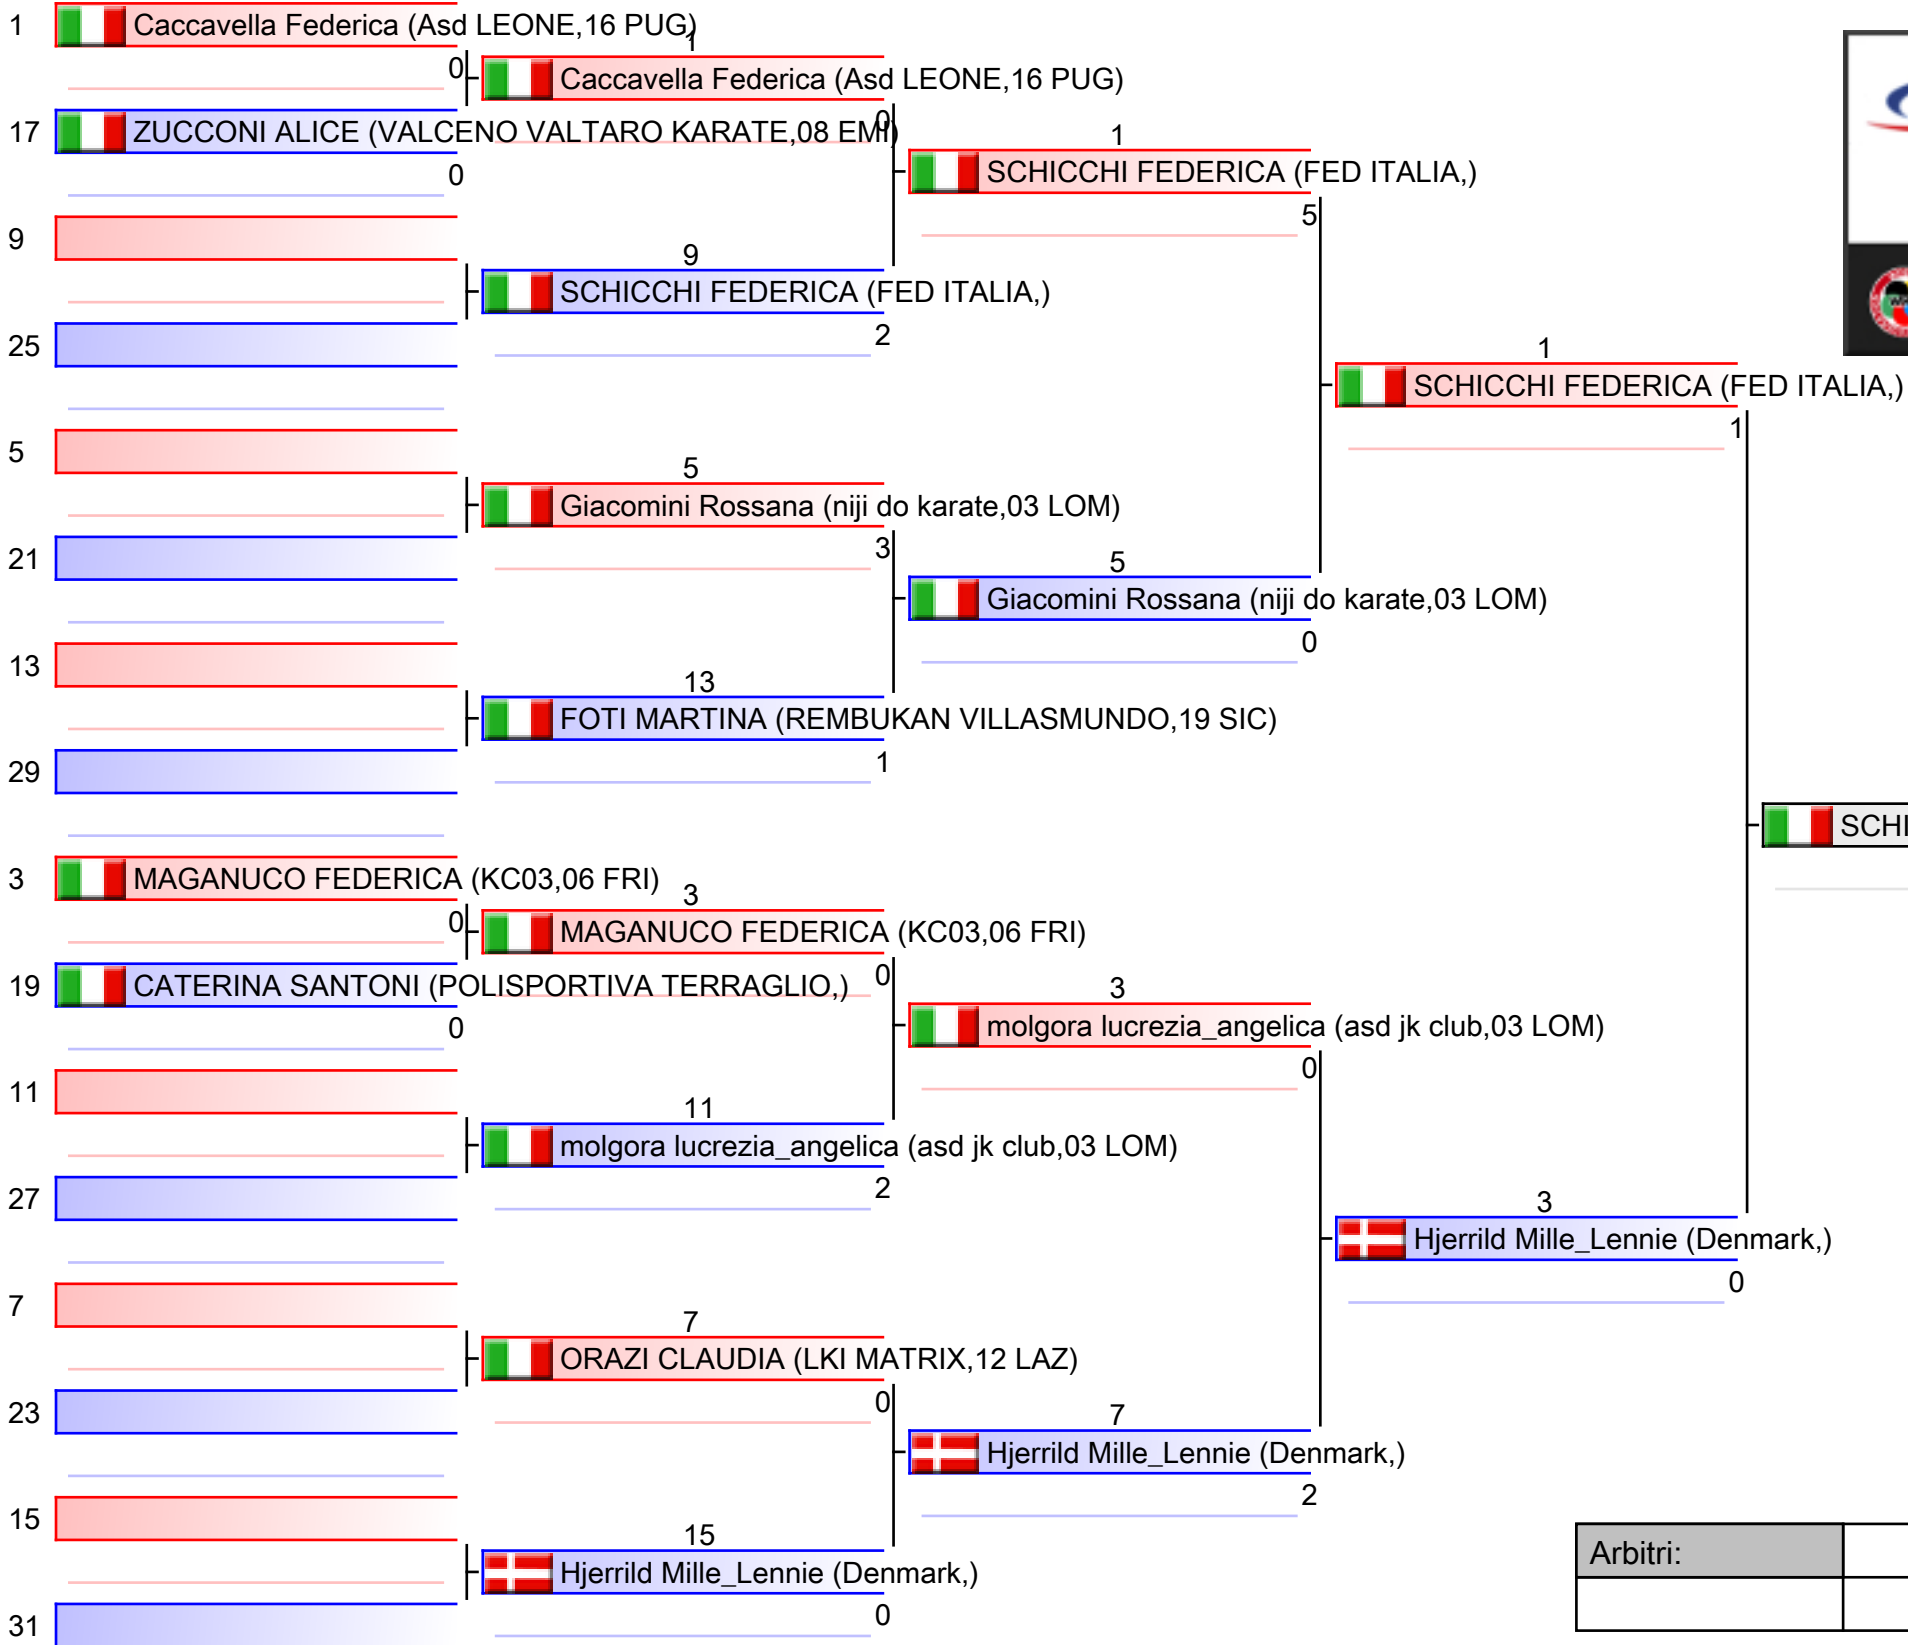 1
Caccavella Federica (Asd LEONE,16 PUG)
0
17
ZUCCONI ALICE (VALCENO VALTARO KARATE,08 EMI)
0
9
25
5
21
13
29
3
MAGANUCO FEDERICA (KC03,06 FRI)
0
19
CATERINA SANTONI (POLISPORTIVA TERRAGLIO,)
0
11
27
7
23
15
31
1
Caccavella Federica (Asd LEONE,16 PUG)
0
9
SCHICCHI FEDERICA (FED ITALIA,)
2
5
Giacomini Rossana (niji do karate,03 LOM)
3
13
FOTI MARTINA (REMBUKAN VILLASMUNDO,19 SIC)
1
3
MAGANUCO FEDERICA (KC03,06 FRI)
0
11
molgora lucrezia_angelica (asd jk club,03 LOM)
2
7
ORAZI CLAUDIA (LKI MATRIX,12 LAZ)
0
15
Hjerrild Mille_Lennie (Denmark,)
0
1
SCHICCHI FEDERICA (FED ITALIA,)
5
5
Giacomini Rossana (niji do karate,03 LOM)
0
3
molgora lucrezia_angelica (asd jk club,03 LOM)
0
7
Hjerrild Mille_Lennie (Denmark,)
2
1
SCHICCHI FEDERICA (FED ITALIA,)
1
3
Hjerrild Mille_Lennie (Denmark,)
0
SCHI
Arbitri: